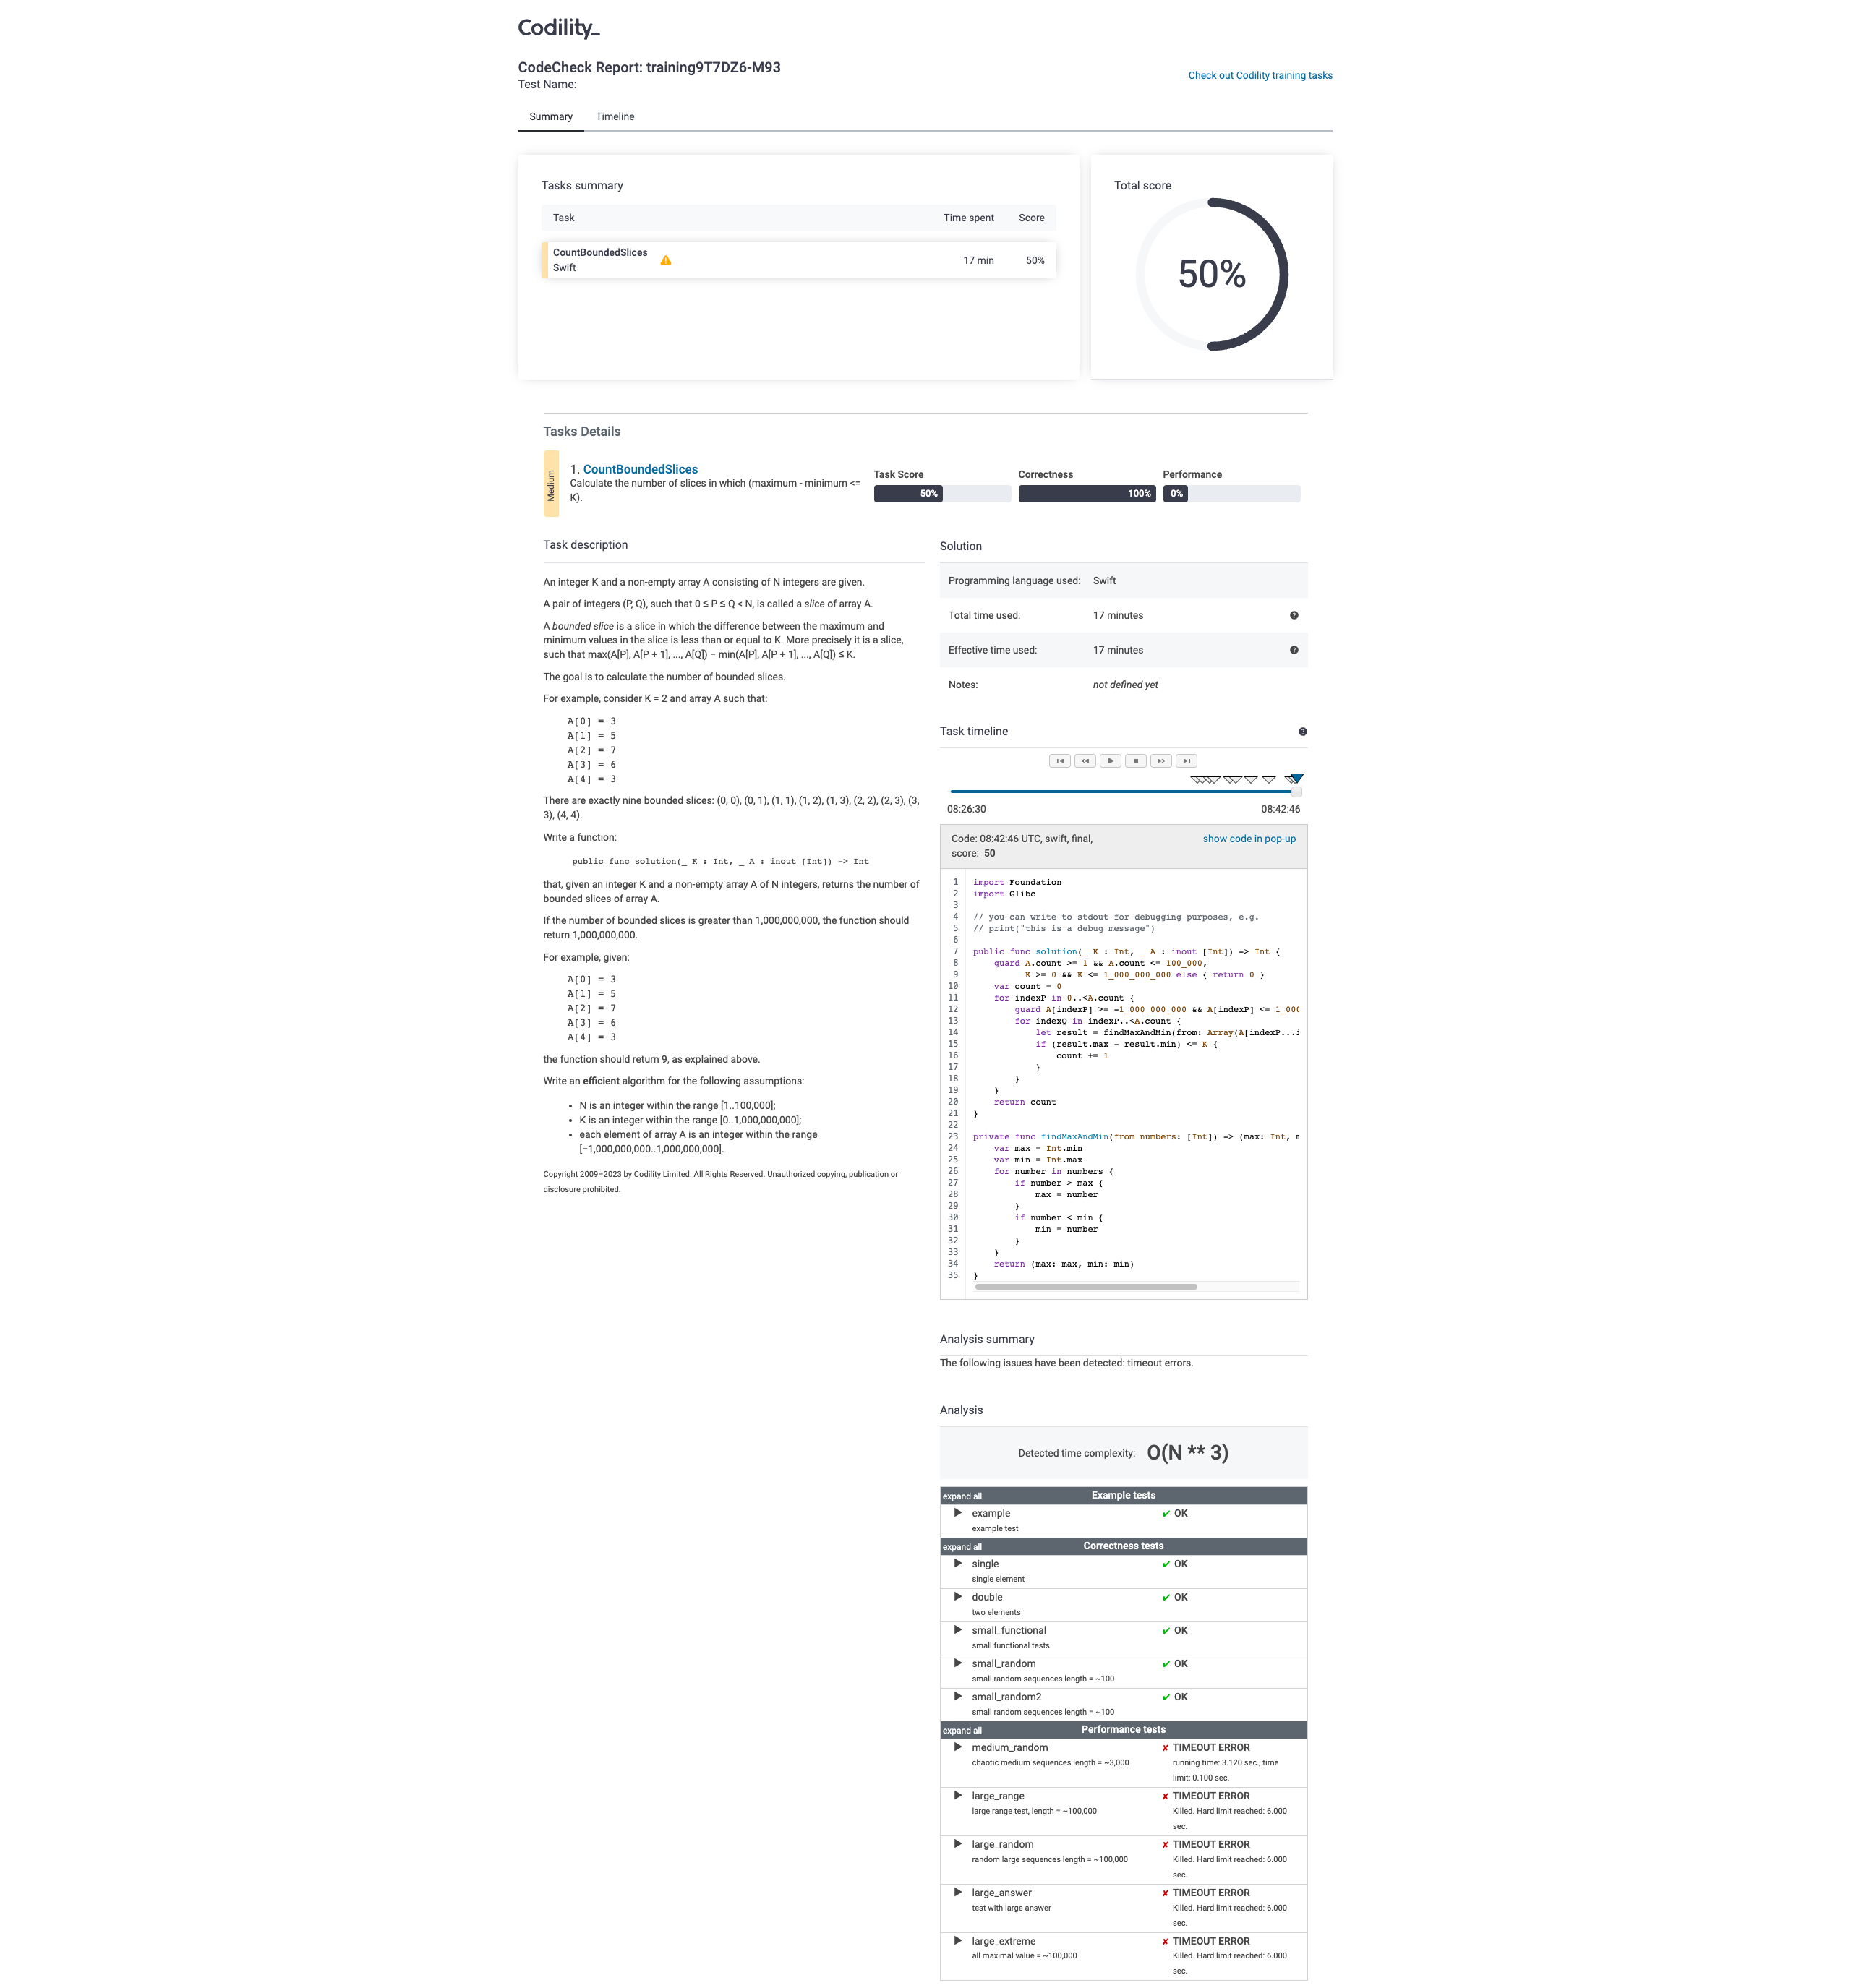 Codility_
CodeCheck Report: training9T7DZ6-M93
Test Name:
Check out Codility training tasks
Summary Timeline
Tasks summary
Task Time spent Score
CountBoundedSlices
Swift
17 min 50%
Total score
50%
Tasks Details
Medium
1. CountBoundedSlices
Calculate the number of slices in which (maximum - minimum <=
K).
Task Score Correctness Performance
50% 100% 0%
Task description
An integer K and a non-empty array A consisting of N integers are given.
A pair of integers (P, Q), such that 0 ≤ P ≤ Q < N, is called a slice of array A.
A bounded slice is a slice in which the difference between the maximum and
minimum values in the slice is less than or equal to K. More precisely it is a slice,
such that max(A[P], A[P + 1], ..., A[Q]) − min(A[P], A[P + 1], ..., A[Q]) ≤ K.
The goal is to calculate the number of bounded slices.
For example, consider K = 2 and array A such that:
A[0] = 3
A[1] = 5
A[2] = 7
A[3] = 6
A[4] = 3
There are exactly nine bounded slices: (0, 0), (0, 1), (1, 1), (1, 2), (1, 3), (2, 2), (2, 3), (3,
3), (4, 4).
Write a function:
public func solution(_ K : Int, _ A : inout [Int]) -> Int
that, given an integer K and a non-empty array A of N integers, returns the number of
bounded slices of array A.
If the number of bounded slices is greater than 1,000,000,000, the function should
return 1,000,000,000.
For example, given:
A[0] = 3
A[1] = 5
A[2] = 7
A[3] = 6
A[4] = 3
the function should return 9, as explained above.
Write an efficient algorithm for the following assumptions:
• N is an integer within the range [1..100,000];
• K is an integer within the range [0..1,000,000,000];
• each element of array A is an integer within the range
[−1,000,000,000..1,000,000,000].
Copyright 2009–2023 by Codility Limited. All Rights Reserved. Unauthorized copying, publication or
disclosure prohibited.
Solution
Programming language used: Swift
Total time used: 17 minutes
Effective time used: 17 minutes
Notes: not defined yet
Task timeline
08:26:30 08:42:46
Code: 08:42:46 UTC, swift, final,
score: 50
show code in pop-up
1 import Foundation
2 import Glibc
3
4 // you can write to stdout for debugging purposes, e.g.
5 // print("this is a debug message")
6
7 public func solution(_ K : Int, _ A : inout [Int]) -> Int {
8 guard A.count >= 1 && A.count <= 100_000,
9 K >= 0 && K <= 1_000_000_000 else { return 0 }
10 var count = 0
11 for indexP in 0..<A.count {
12 guard A[indexP] >= -1_000_000_000 && A[indexP] <= 1_000
13 for indexQ in indexP..<A.count {
14 let result = findMaxAndMin(from: Array(A[indexP...i
15 if (result.max - result.min) <= K {
16 count += 1
17 }
18 }
19 }
20 return count
21 }
22
23 private func findMaxAndMin(from numbers: [Int]) -> (max: Int, m
24 var max = Int.min
25 var min = Int.max
26 for number in numbers {
27 if number > max {
28 max = number
29 }
30 if number < min {
31 min = number
32 }
33 }
34 return (max: max, min: min)
35 }
Analysis summary
The following issues have been detected: timeout errors.
Analysis
Detected time complexity: O(N ** 3)
expand all Example tests
example ✔ OK
example test
expand all Correctness tests
single ✔ OK
single element
double ✔ OK
two elements
small_functional ✔ OK
small functional tests
small_random ✔ OK
small random sequences length = ~100
small_random2 ✔ OK
small random sequences length = ~100
expand all Performance tests
medium_random ✘ TIMEOUT ERROR
chaotic medium sequences length = ~3,000 running time: 3.120 sec., time
limit: 0.100 sec.
large_range ✘ TIMEOUT ERROR
large range test, length = ~100,000 Killed. Hard limit reached: 6.000
sec.
large_random ✘ TIMEOUT ERROR
random large sequences length = ~100,000 Killed. Hard limit reached: 6.000
sec.
large_answer ✘ TIMEOUT ERROR
test with large answer Killed. Hard limit reached: 6.000
sec.
large_extreme ✘ TIMEOUT ERROR
all maximal value = ~100,000 Killed. Hard limit reached: 6.000
sec.